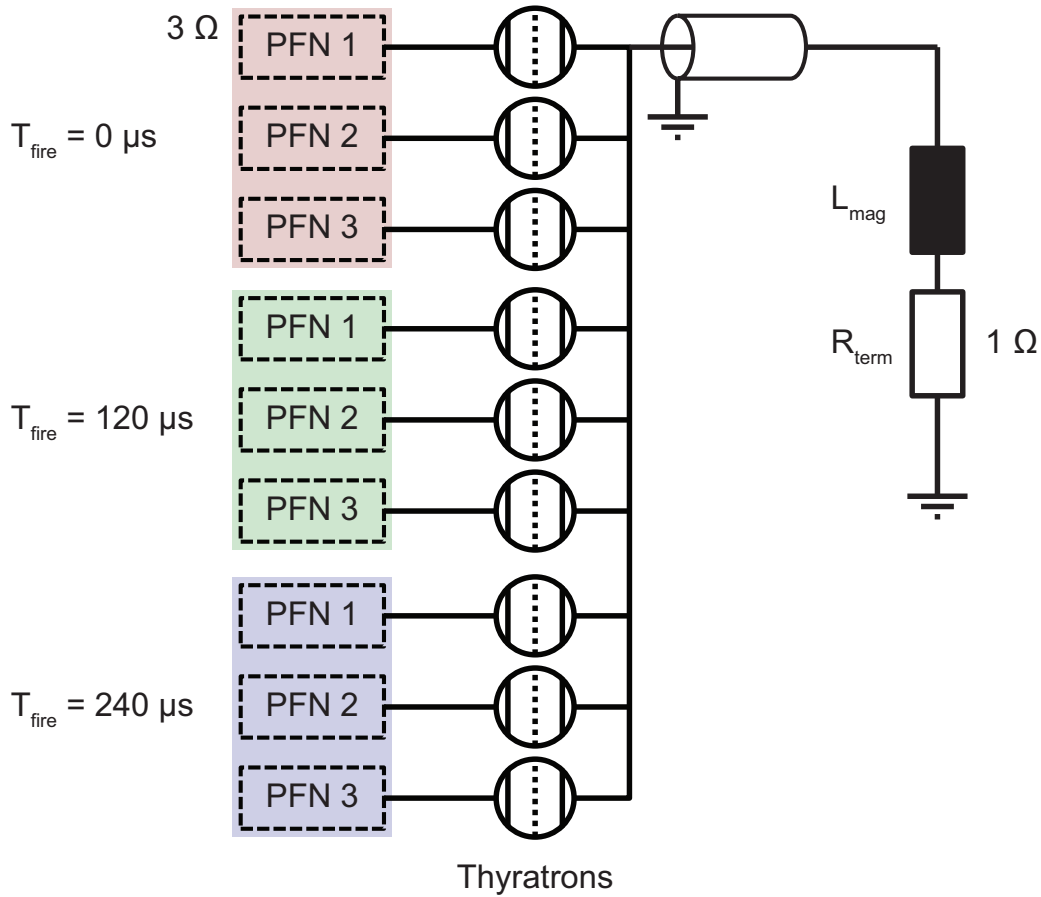 3 Ω
PFN 1
T_fire = 0 µs
PFN 2
PFN 3
L_mag
PFN 1
R_term
1 Ω
T_fire = 120 µs
PFN 2
PFN 3
PFN 1
T_fire = 240 µs
PFN 2
PFN 3
Thyratrons